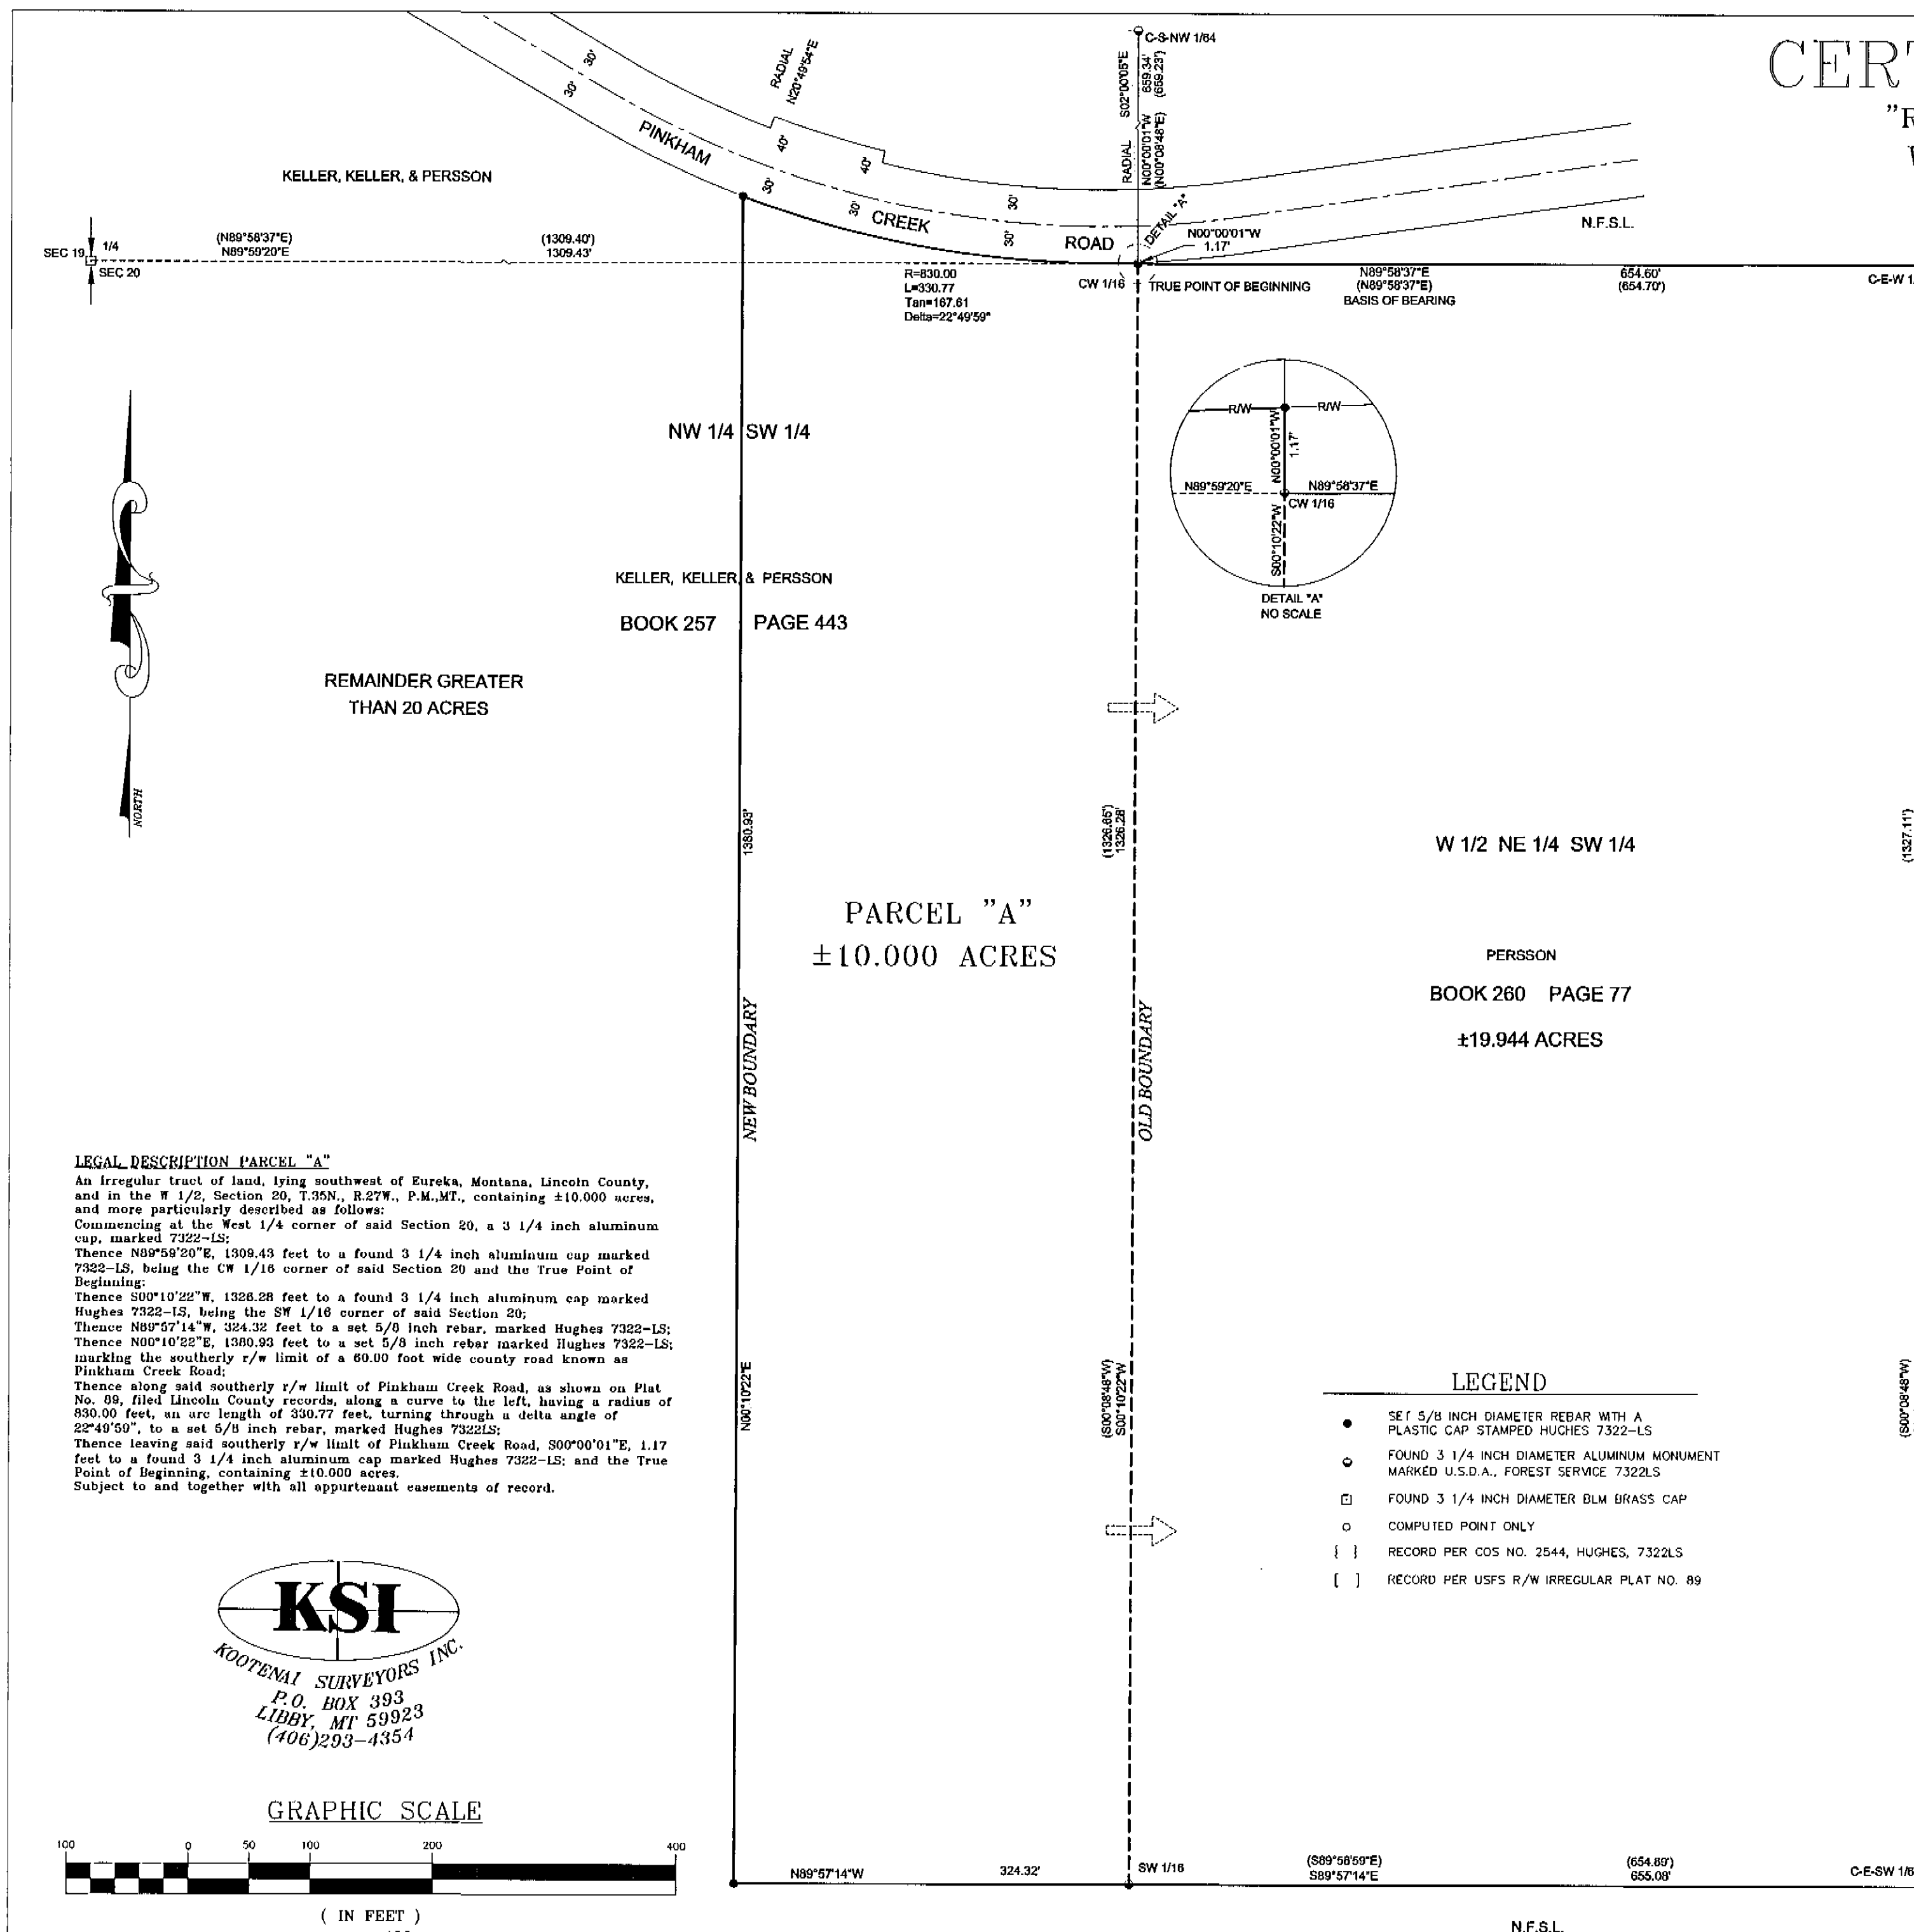 C-S-NW 1/64
CERT
"R
RADIAL
N20°49'54"E
30'
30'
40'
40'
30'
30'
30'
30'
PINKHAM
CREEK
ROAD
RADIAL S02°00'05"E
N00°00'01"W 659.34'
(N00°08'48"E) (659.23')
DETAIL "A"
N00°00'01"W
1.17'
N.F.S.L.
KELLER, KELLER, & PERSSON
SEC 19
1/4
SEC 20
(N89°58'37"E)
N89°59'20"E
(1309.40')
1309.43'
R=830.00
L=330.77
Tan=167.61
Delta=22°49'59"
CW 1/16
TRUE POINT OF BEGINNING
N89°58'37"E
(N89°58'37"E)
BASIS OF BEARING
654.60'
(654.70')
C-E-W 1/
NW 1/4 SW 1/4
R/W
R/W
N00°00'01"W
1.17'
N89°59'20"E
N89°58'37"E
CW 1/16
S00°10'22"W
DETAIL "A"
NO SCALE
KELLER, KELLER, & PERSSON
BOOK 257 PAGE 443
REMAINDER GREATER
THAN 20 ACRES
NORTH
1380.93'
(1326.65')
1326.28'
W 1/2 NE 1/4 SW 1/4
(1327.11')
PARCEL "A"
±10.000 ACRES
PERSSON
BOOK 260 PAGE 77
±19.944 ACRES
NEW BOUNDARY
OLD BOUNDARY
LEGAL DESCRIPTION PARCEL "A"
An irregular tract of land, lying southwest of Eureka, Montana, Lincoln County,
and in the W 1/2, Section 20, T.35N., R.27W., P.M.,MT., containing ±10.000 acres,
and more particularly described as follows:
Commencing at the West 1/4 corner of said Section 20, a 3 1/4 inch aluminum
cap, marked 7322-LS;
Thence N89°59'20"E, 1309.43 feet to a found 3 1/4 inch aluminum cap marked
7322-LS, being the CW 1/16 corner of said Section 20 and the True Point of
Beginning:
Thence S00°10'22"W, 1326.28 feet to a found 3 1/4 inch aluminum cap marked
Hughes 7322-LS, being the SW 1/16 corner of said Section 20;
Thence N89°57'14"W, 324.32 feet to a set 5/8 inch rebar, marked Hughes 7322-LS;
Thence N00°10'22"E, 1380.93 feet to a set 5/8 inch rebar marked Hughes 7322-LS;
marking the southerly r/w limit of a 60.00 foot wide county road known as
Pinkham Creek Road;
Thence along said southerly r/w limit of Pinkham Creek Road, as shown on Plat
No. 89, filed Lincoln County records, along a curve to the left, having a radius of
830.00 feet, an arc length of 330.77 feet, turning through a delta angle of
22°49'59", to a set 5/8 inch rebar, marked Hughes 7322LS;
Thence leaving said southerly r/w limit of Pinkham Creek Road, S00°00'01"E, 1.17
feet to a found 3 1/4 inch aluminum cap marked Hughes 7322-LS; and the True
Point of Beginning, containing ±10.000 acres.
Subject to and together with all appurtenant easements of record.
N00°10'22"E
(S00°08'48"W)
S00°10'22"W
(S00°08'48"W)
LEGEND
SET 5/8 INCH DIAMETER REBAR WITH A
PLASTIC CAP STAMPED HUGHES 7322-LS
FOUND 3 1/4 INCH DIAMETER ALUMINUM MONUMENT
MARKED U.S.D.A., FOREST SERVICE 7322LS
FOUND 3 1/4 INCH DIAMETER BLM BRASS CAP
COMPUTED POINT ONLY
{ } RECORD PER COS NO. 2544, HUGHES, 7322LS
[ ] RECORD PER USFS R/W IRREGULAR PLAT NO. 89
KSI
KOOTENAI SURVEYORS INC.
P.O. BOX 393
LIBBY, MT 59923
(406)293-4354
GRAPHIC SCALE
100 0 50 100 200 400
( IN FEET )
N89°57'14"W
324.32'
SW 1/16
(S89°58'59"E)
S89°57'14"E
(654.89')
655.08'
C-E-SW 1/6
N.F.S.L.